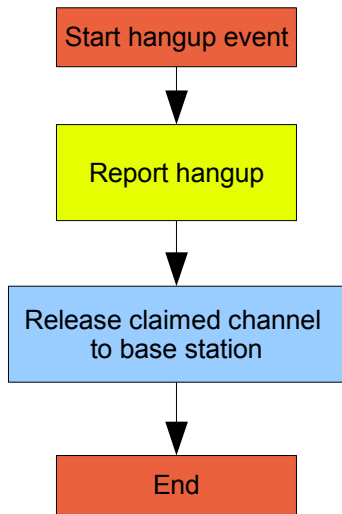 Start hangup event
Report hangup
Release claimed channel
to base station
End